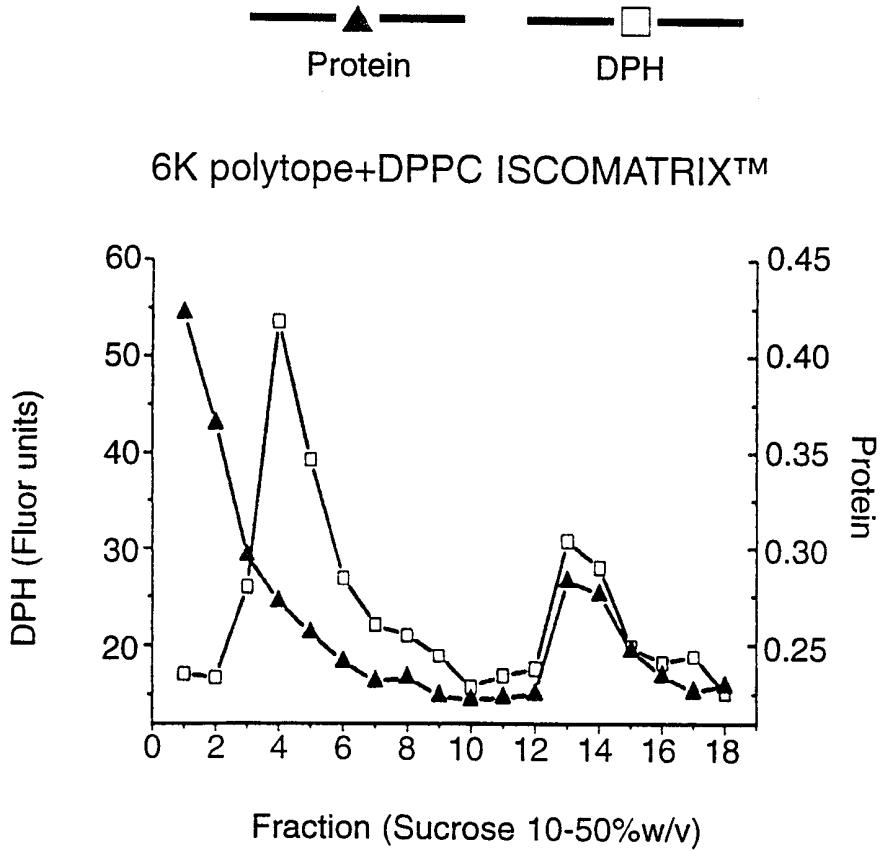 Protein DPH
6K polytope+DPPC ISCOMATRIX™
60 0.45
50 0.40
40 0.35
30 0.30
20 0.25
DPH (Fluor units)
Protein
0 2 4 6 8 10 12 14 16 18
Fraction (Sucrose 10-50%w/v)